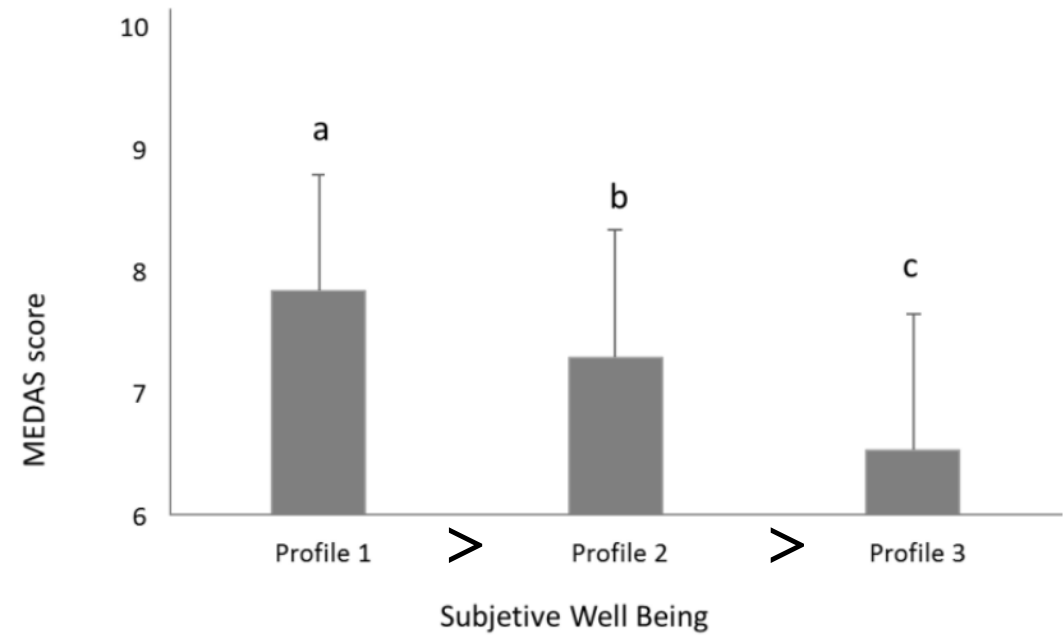 10
a
9
b
8
c
7
6
MEDAS score
Profile 1 > Profile 2 > Profile 3
Subjetive Well Being